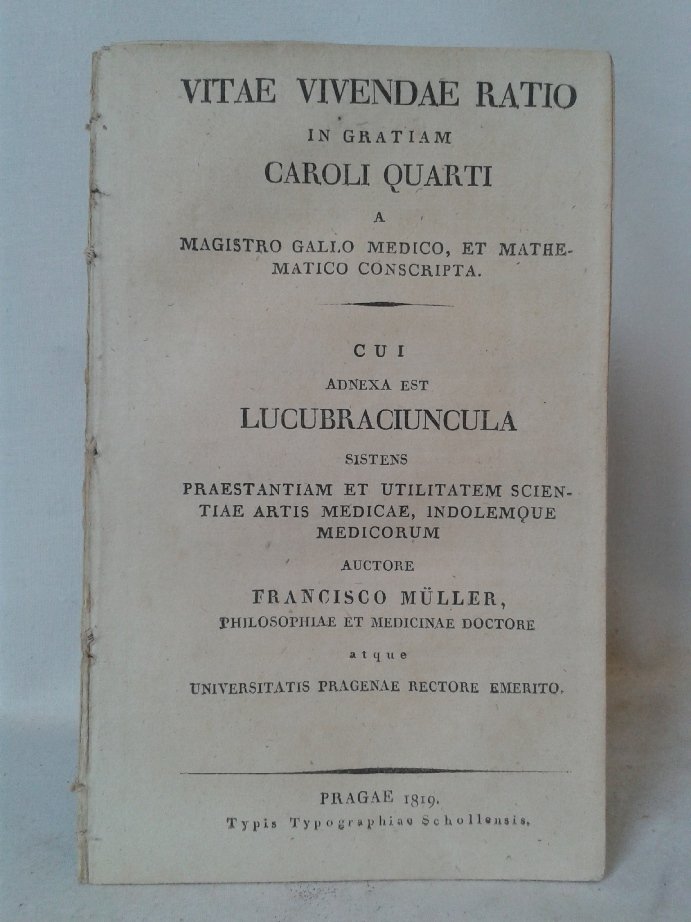 VITAE VIVENDAE RATIO
IN GRATIAM
CAROLI QUARTI
A
MAGISTRO GALLO MEDICO, ET MATHE-
MATICO CONSCRIPTA.
CUI
ADNEXA EST
LUCUBRACIUNCULA
SISTENS
PRAESTANTIAM ET UTILITATEM SCIEN-
TIAE ARTIS MEDICAE, INDOLEMQUE
MEDICORUM
AUCTORE
FRANCISCO MÜLLER,
PHILOSOPHIAE ET MEDICINAE DOCTORE
atque
UNIVERSITATIS PRAGENAE RECTORE EMERITO.
PRAGAE 1819.
Typis Typographiae Schollensis.